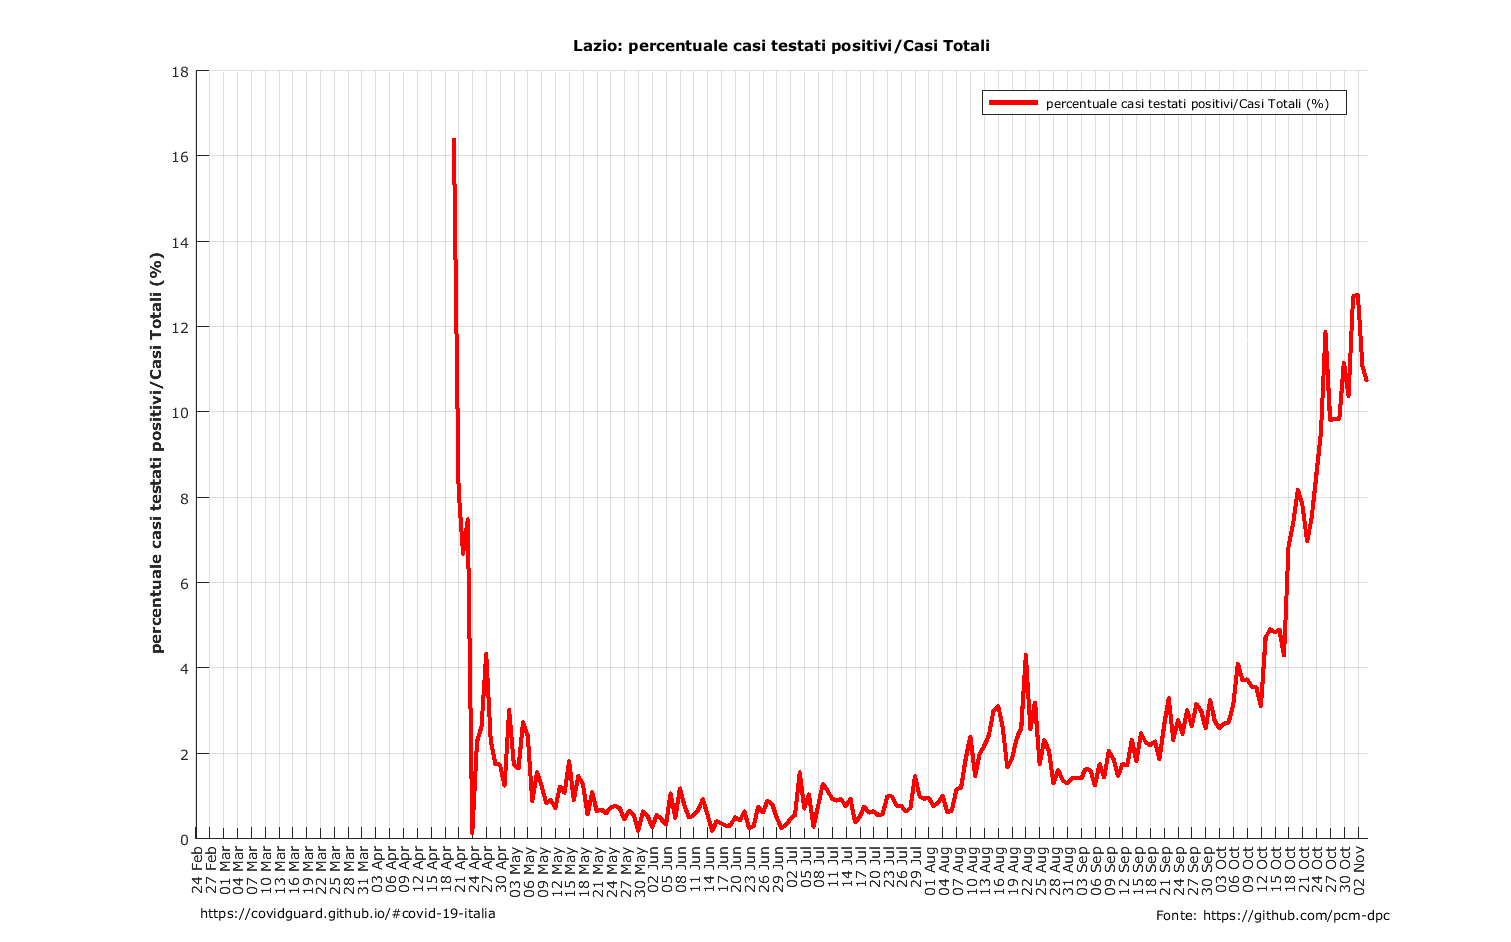 Lazio: percentuale casi testati positivi/Casi Totali
percentuale casi testati positivi/Casi Totali (%)
percentuale casi testati positivi/Casi Totali (%)
18
16
14
12
10
8
6
4
2
0
24 Feb
27 Feb
01 Mar
04 Mar
07 Mar
10 Mar
13 Mar
16 Mar
19 Mar
22 Mar
25 Mar
28 Mar
31 Mar
03 Apr
06 Apr
09 Apr
12 Apr
15 Apr
18 Apr
21 Apr
24 Apr
27 Apr
30 Apr
03 May
06 May
09 May
12 May
15 May
18 May
21 May
24 May
27 May
30 May
02 Jun
05 Jun
08 Jun
11 Jun
14 Jun
17 Jun
20 Jun
23 Jun
26 Jun
29 Jun
02 Jul
05 Jul
08 Jul
11 Jul
14 Jul
17 Jul
20 Jul
23 Jul
26 Jul
29 Jul
01 Aug
04 Aug
07 Aug
10 Aug
13 Aug
16 Aug
19 Aug
22 Aug
25 Aug
28 Aug
31 Aug
03 Sep
06 Sep
09 Sep
12 Sep
15 Sep
18 Sep
21 Sep
24 Sep
27 Sep
30 Sep
03 Oct
06 Oct
09 Oct
12 Oct
15 Oct
18 Oct
21 Oct
24 Oct
27 Oct
30 Oct
02 Nov
https://covidguard.github.io/#covid-19-italia
Fonte: https://github.com/pcm-dpc